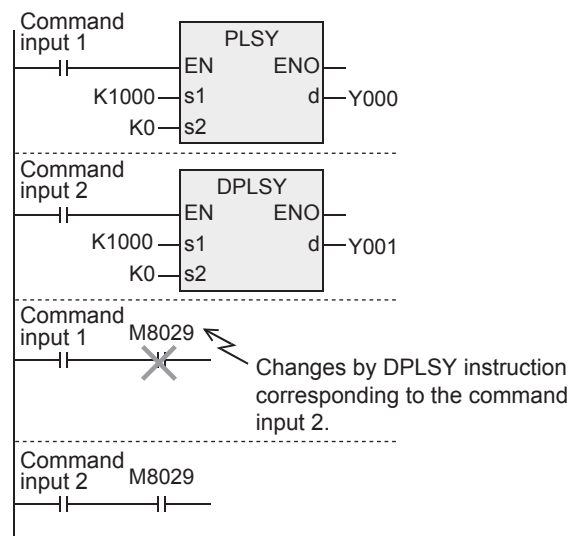 Command
input 1
PLSY
EN ENO
K1000 s1 d Y000
K0 s2
Command
input 2
DPLSY
EN ENO
K1000 s1 d Y001
K0 s2
Command
input 1 M8029
Changes by DPLSY instruction
corresponding to the command
input 2.
Command
input 2 M8029